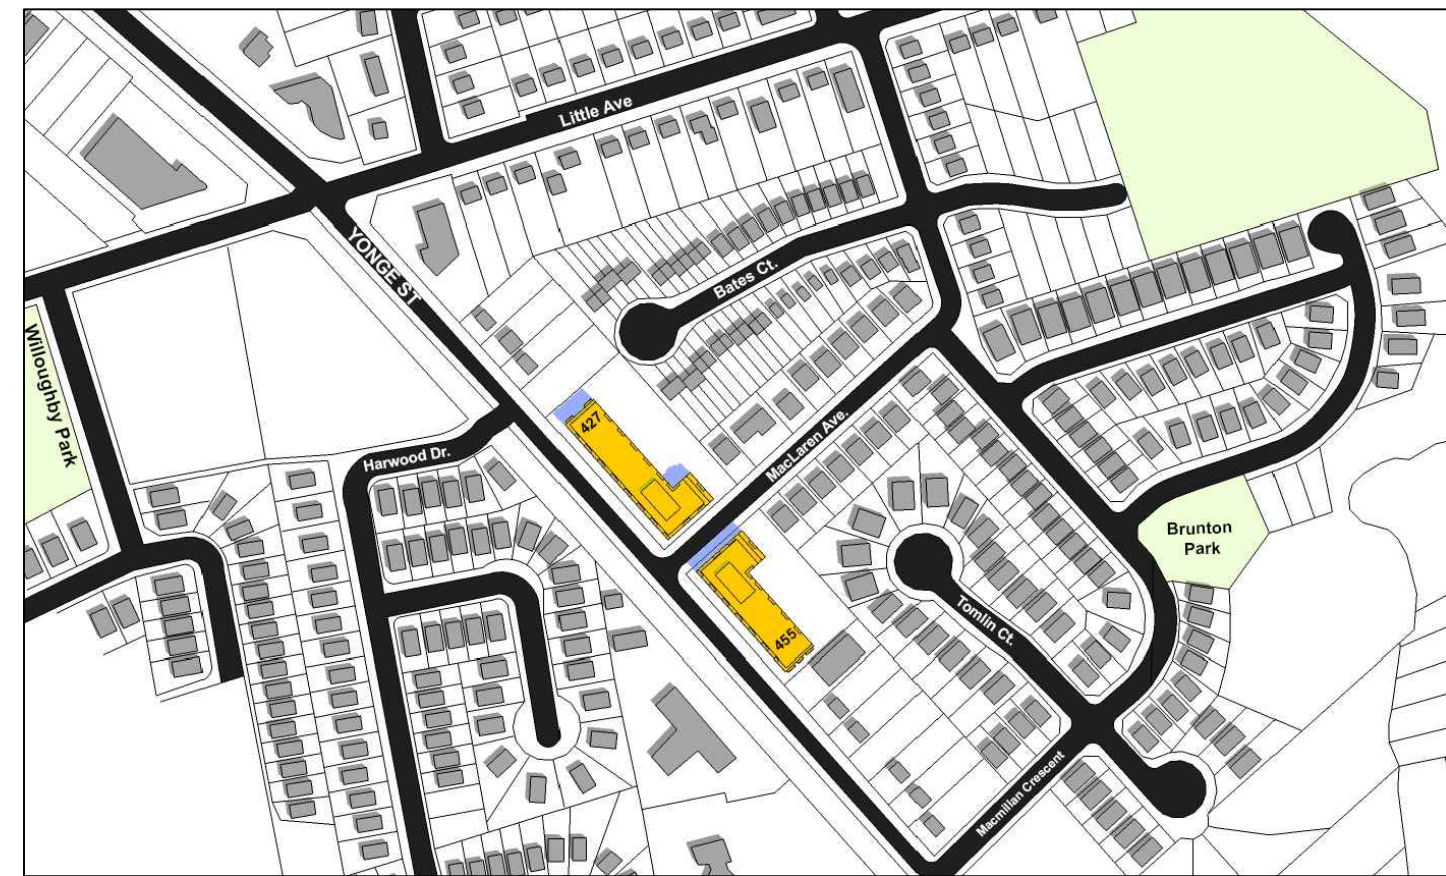 Little Ave
YONGE ST
Bates Ct.
Willoughby Park
427
MacLaren Ave.
Harwood Dr.
Brunton
Park
Tomlin Ct.
455
Macmillan Crescent